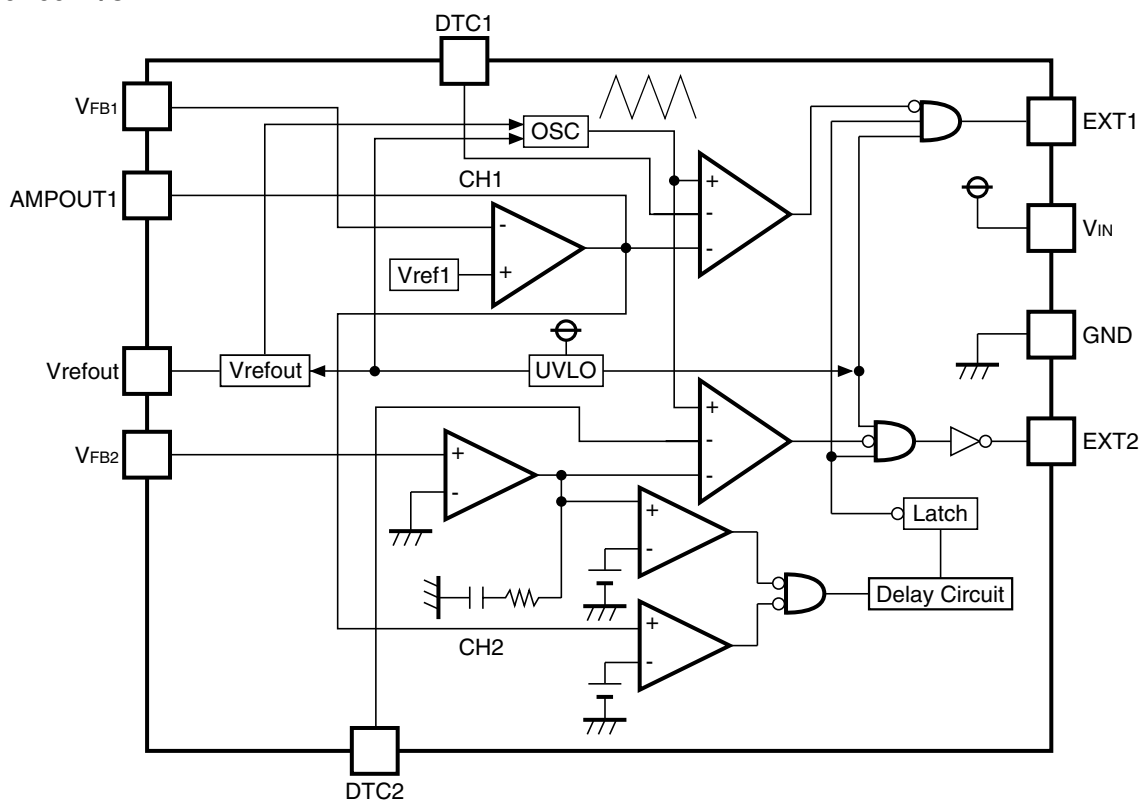 DTC1
VFB1
OSC
EXT1
CH1
AMPOUT1
+
-
-
-
+
Vref1
VIN
GND
Vrefout
Vrefout
UVLO
+
-
-
EXT2
VFB2
+
-
Latch
+
-
Delay Circuit
+
-
CH2
DTC2